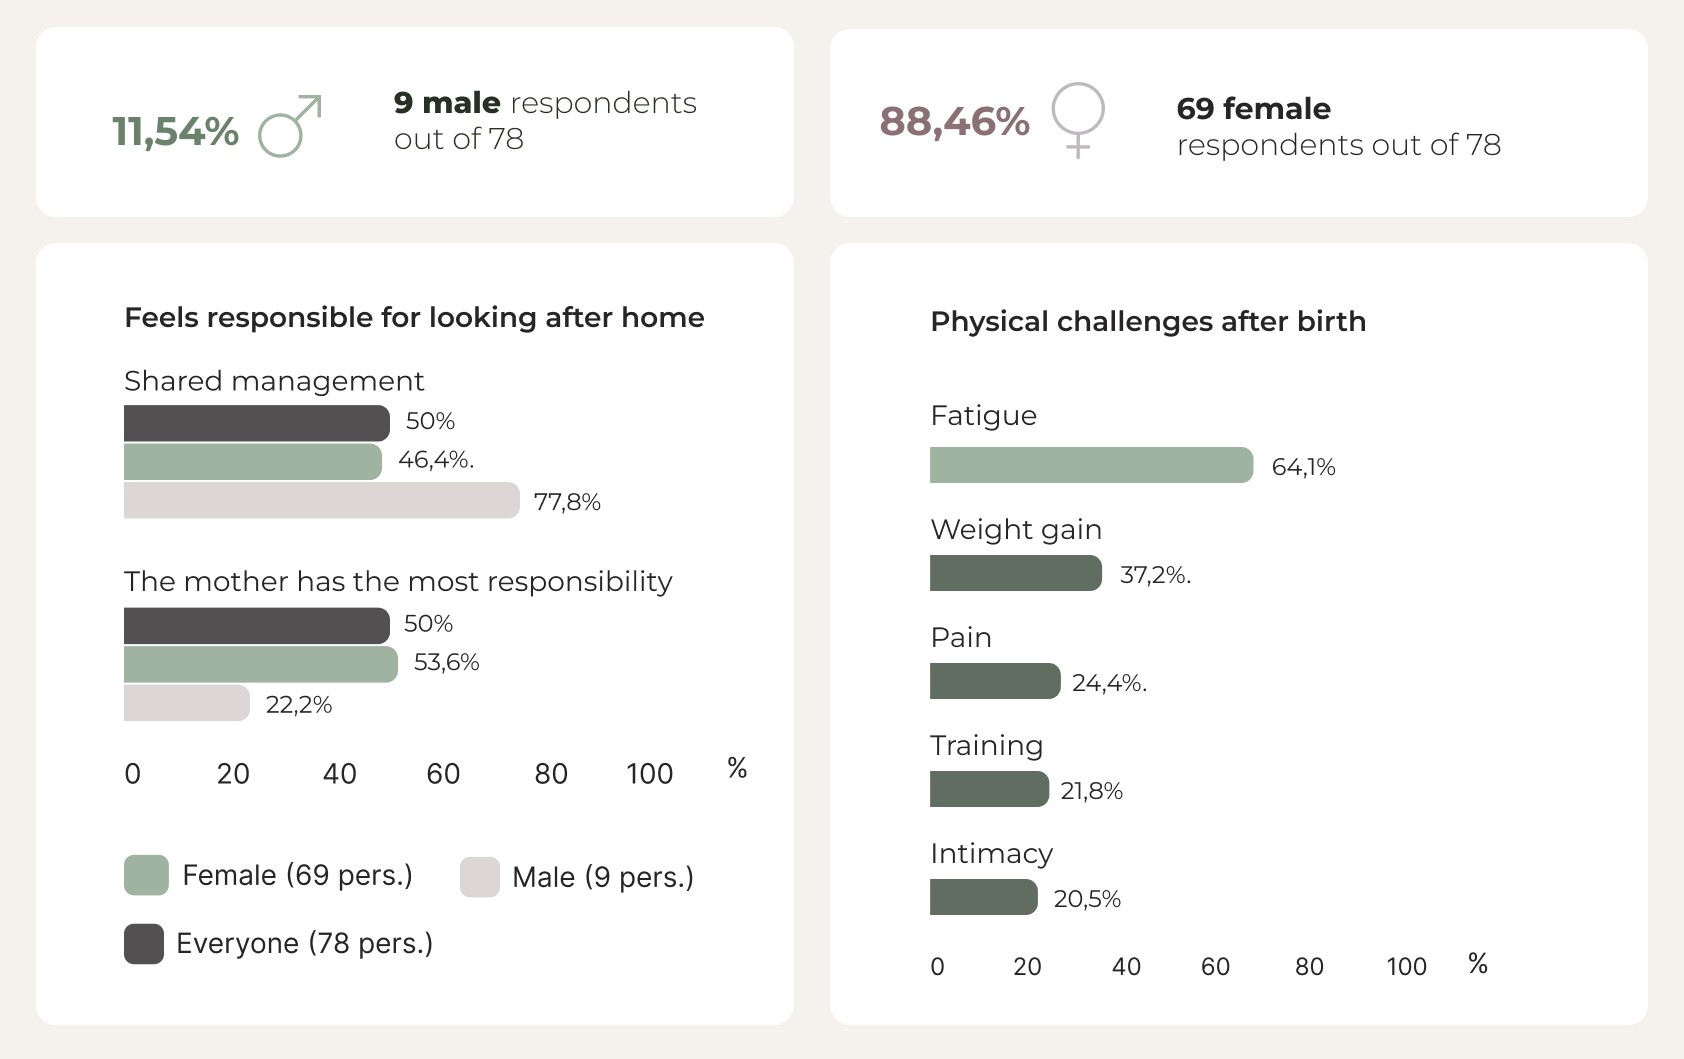 11,54%
9 male respondents
out of 78
88,46%
69 female
respondents out of 78
Feels responsible for looking after home
Shared management
50%
46,4%.
77,8%
The mother has the most responsibility
50%
53,6%
22,2%
0 20 40 60 80 100 %
Female (69 pers.) Male (9 pers.)
Everyone (78 pers.)
Physical challenges after birth
Fatigue
64,1%
Weight gain
37,2%.
Pain
24,4%.
Training
21,8%
Intimacy
20,5%
0 20 40 60 80 100 %